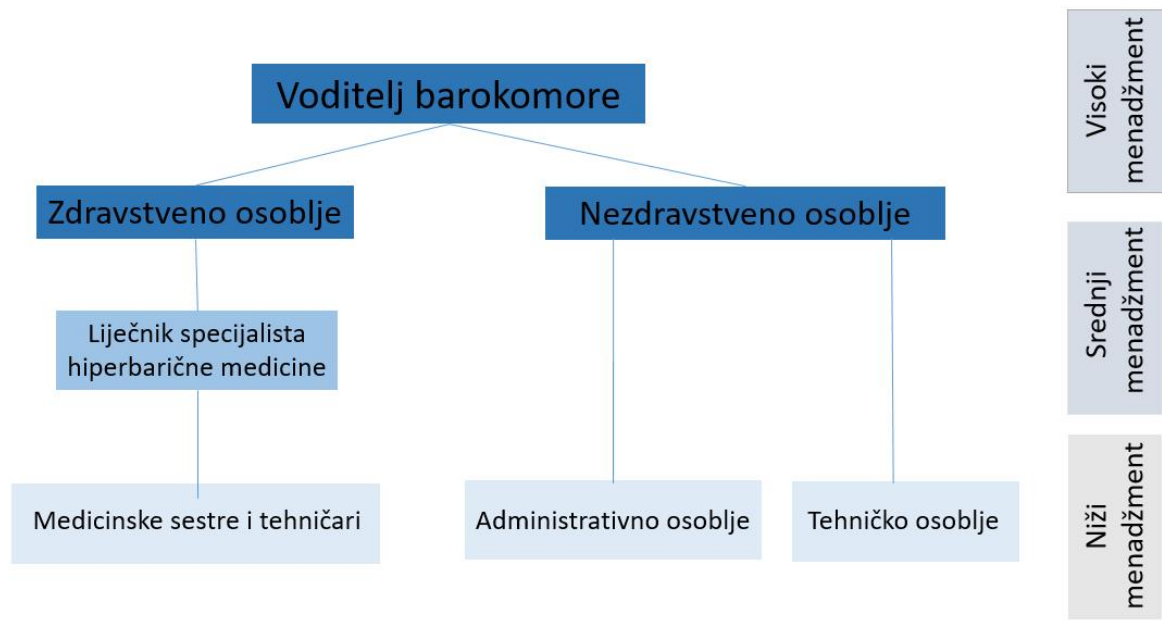 Voditelj barokomore
Zdravstveno osoblje
Nezdravstveno osoblje
Liječnik specijalista
hiperbarične medicine
Medicinske sestre i tehničari
Administrativno osoblje
Tehničko osoblje
Visoki
menadžment
Srednji
menadžment
Niži
menadžment